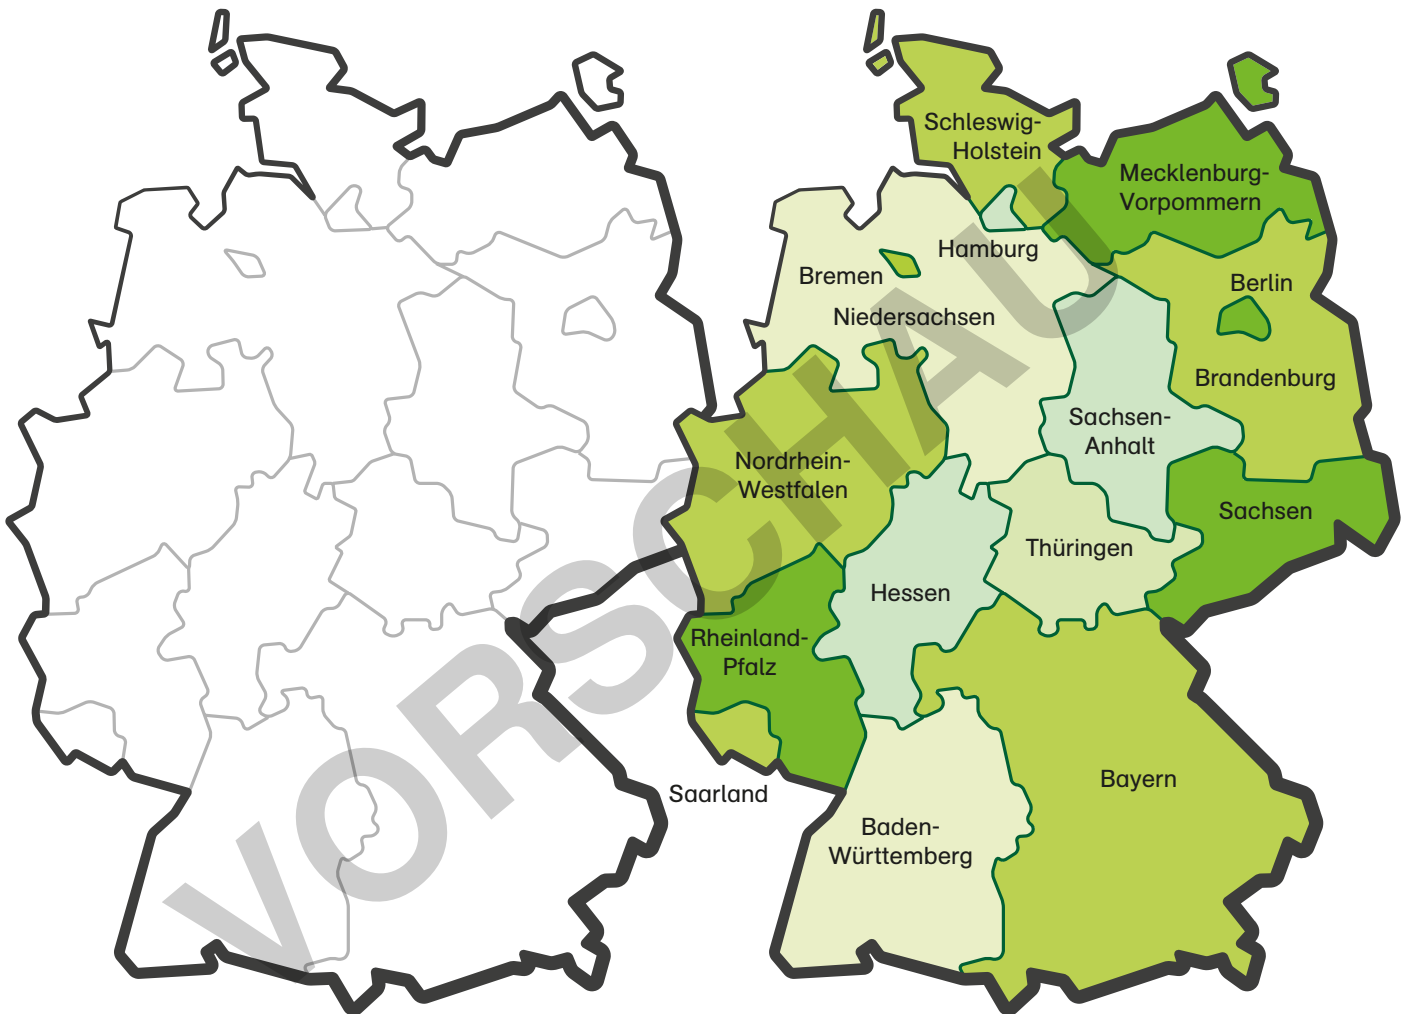 Schleswig-
Holstein
Mecklenburg-
Vorpommern
Hamburg
Bremen
Berlin
Niedersachsen
Brandenburg
Sachsen-
Anhalt
Nordrhein-
Westfalen
Sachsen
Thüringen
Hessen
Rheinland-
Pfalz
Saarland
Bayern
Baden-
Württemberg
VORSCHAU